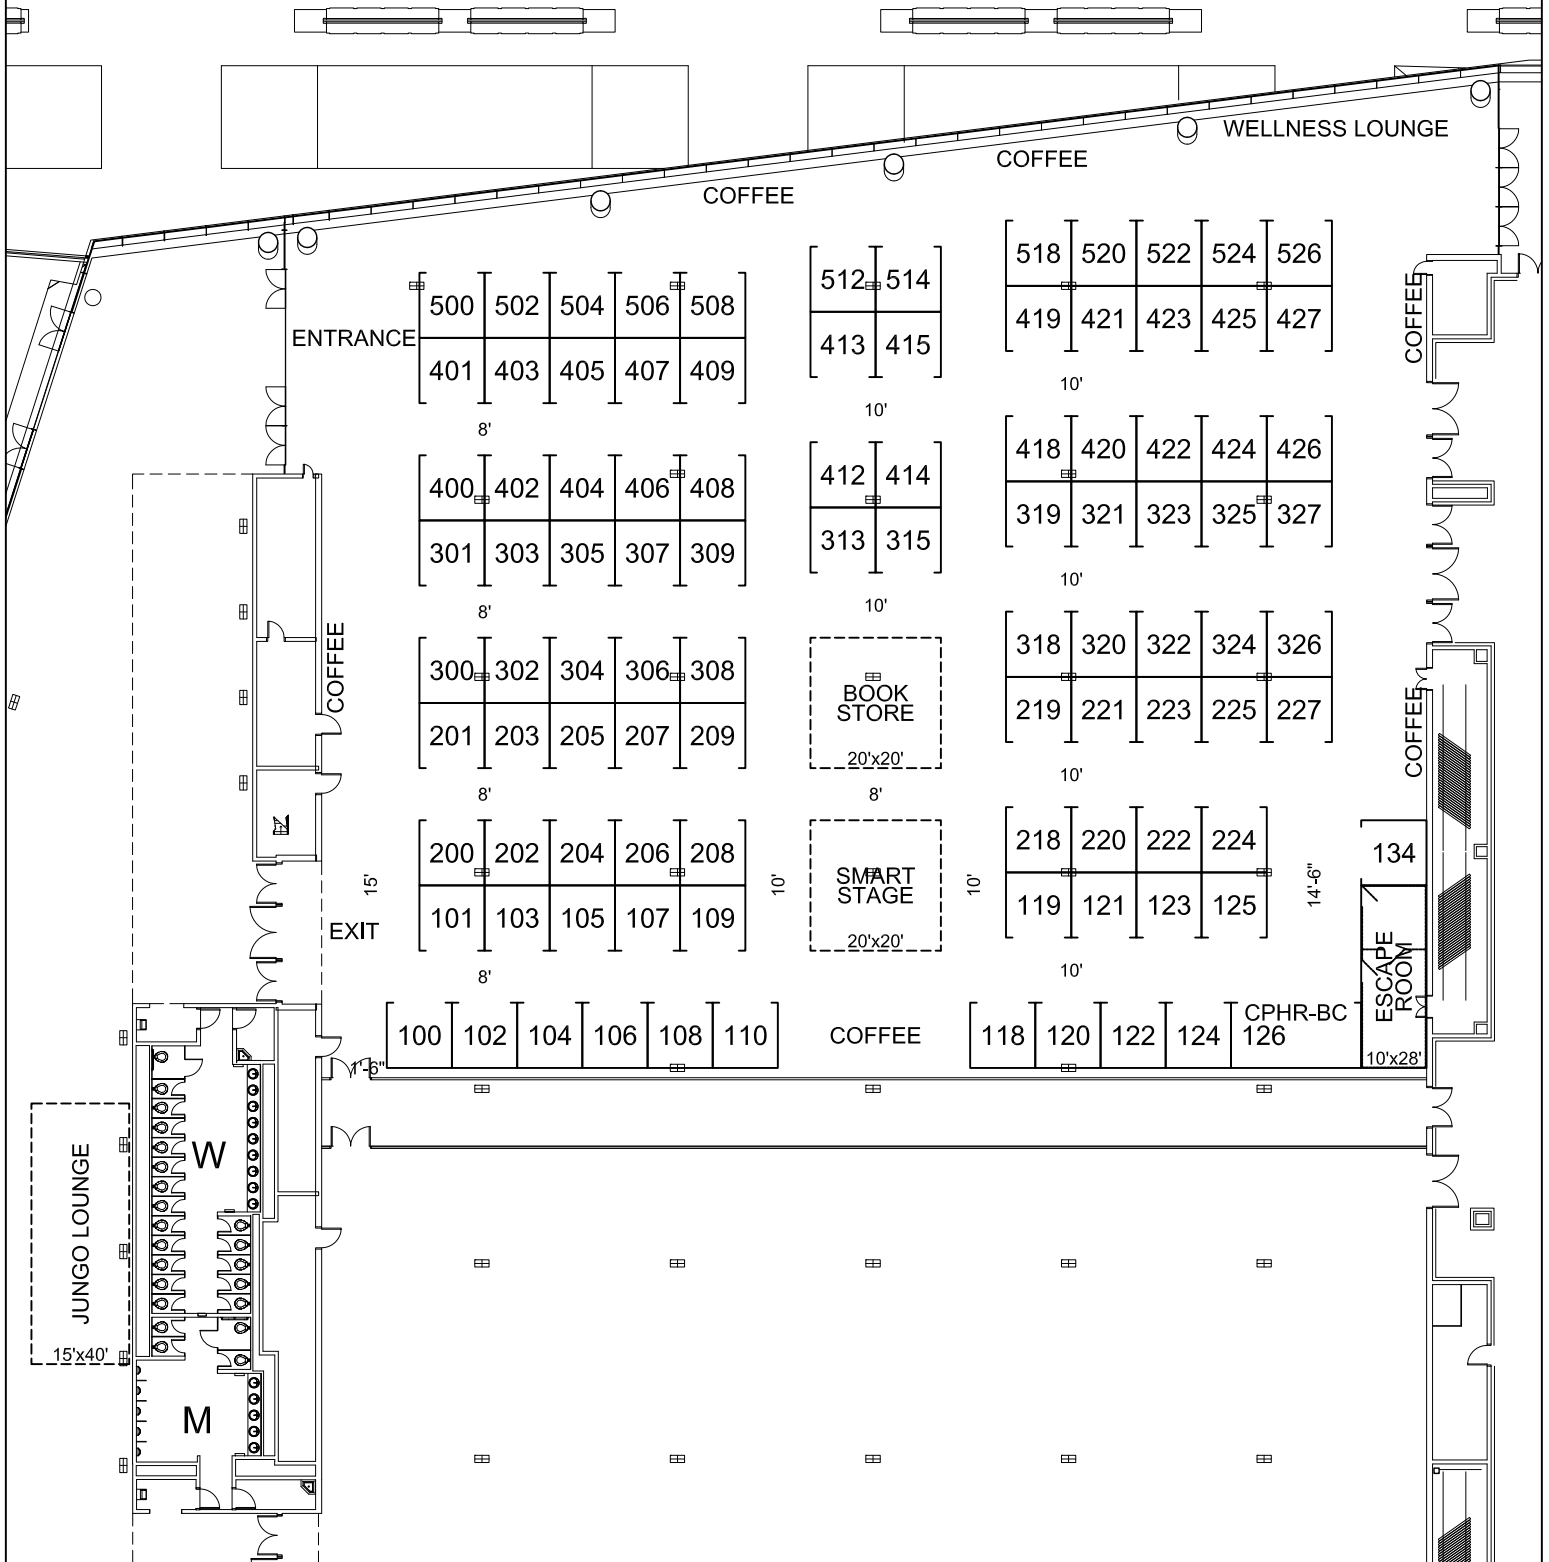 WELLNESS LOUNGE
COFFEE
COFFEE
518 520 522 524 526
512 514
500 502 504 506 508
COFFEE
419 421 423 425 427
ENTRANCE
413 415
401 403 405 407 409
10'
10'
8'
418 420 422 424 426
412 414
400 402 404 406 408
319 321 323 325 327
313 315
301 303 305 307 309
10'
10'
8'
COFFEE
318 320 322 324 326
300 302 304 306 308
BOOK
STORE
20'x20'
219 221 223 225 227
201 203 205 207 209
COFFEE
10'
8'
8'
218 220 222 224
134
200 202 204 206 208
SMART
STAGE
20'x20'
15'
10'
10'
14'-6"
119 121 123 125
101 103 105 107 109
EXIT
ESCAPE
ROOM
10'x28'
10'
8'
CPHR-BC
100 102 104 106 108 110
COFFEE
118 120 122 124 126
1'-6"
W
JUNGO LOUNGE
15'x40'
M